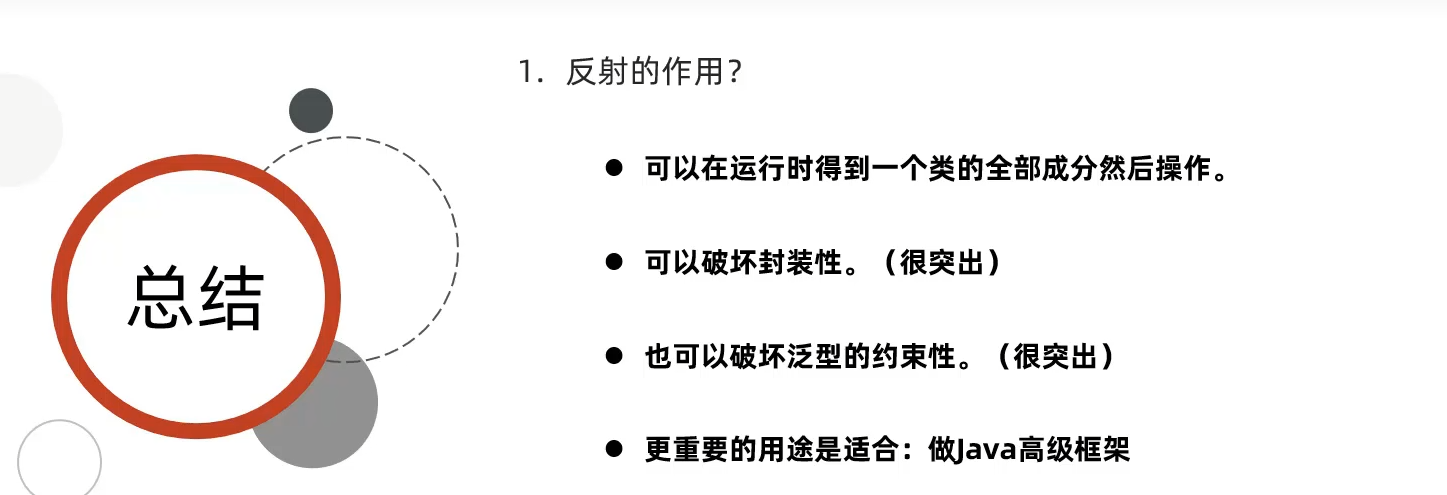 1. 反射的作用？
可以在运行时得到一个类的全部成分然后操作。
可以破坏封装性。（很突出）
总结
也可以破坏泛型的约束性。（很突出）
更重要的用途是适合：做Java高级框架